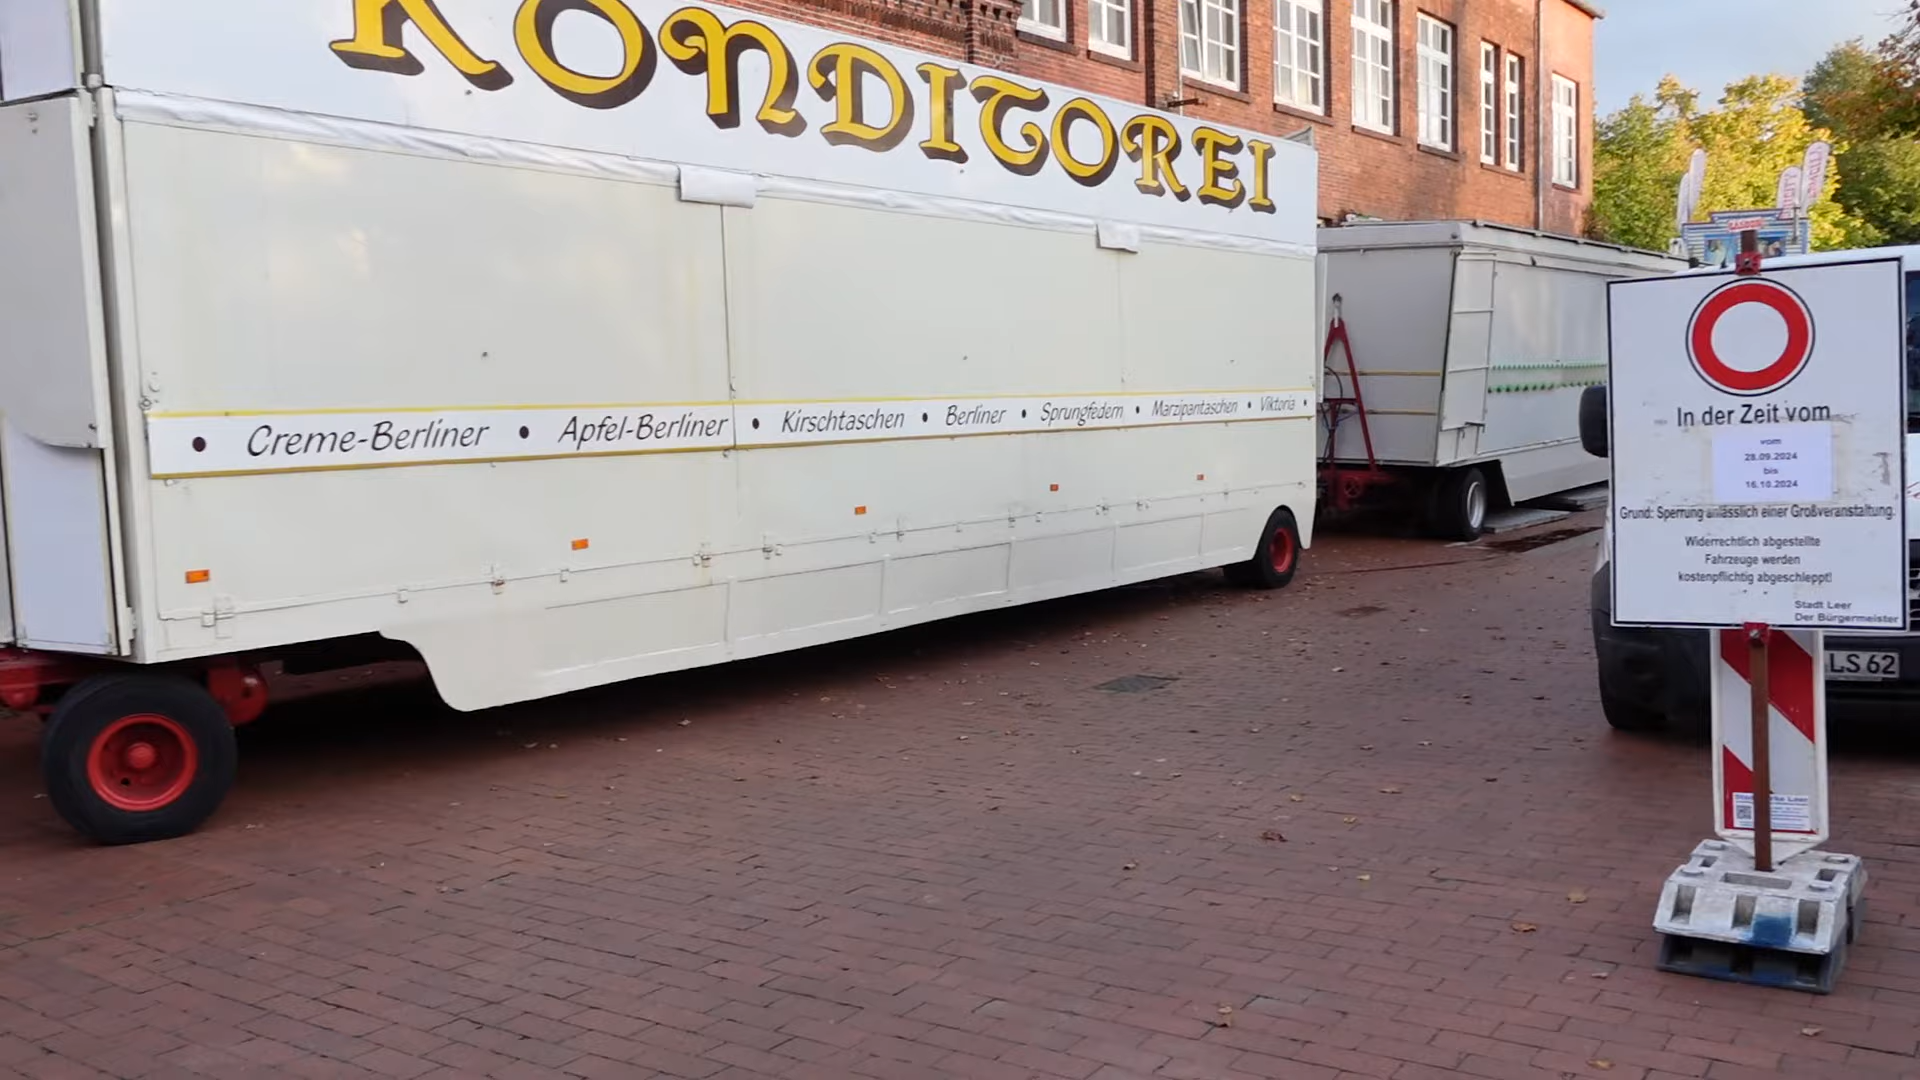 KONDITOREI
• Creme-Berliner • Apfel-Berliner • Kirschtaschen • Berliner • Sprungfedern • Marzipantaschen • Viktoria •
In der Zeit vom
vom
28.09.2024
bis
16.10.2024
Grund: Sperrung anlässlich einer Großveranstaltung.
Widerrechtlich abgestellte
Fahrzeuge werden
kostenpflichtig abgeschleppt!
Stadt Leer
Der Bürgermeister
LS 62